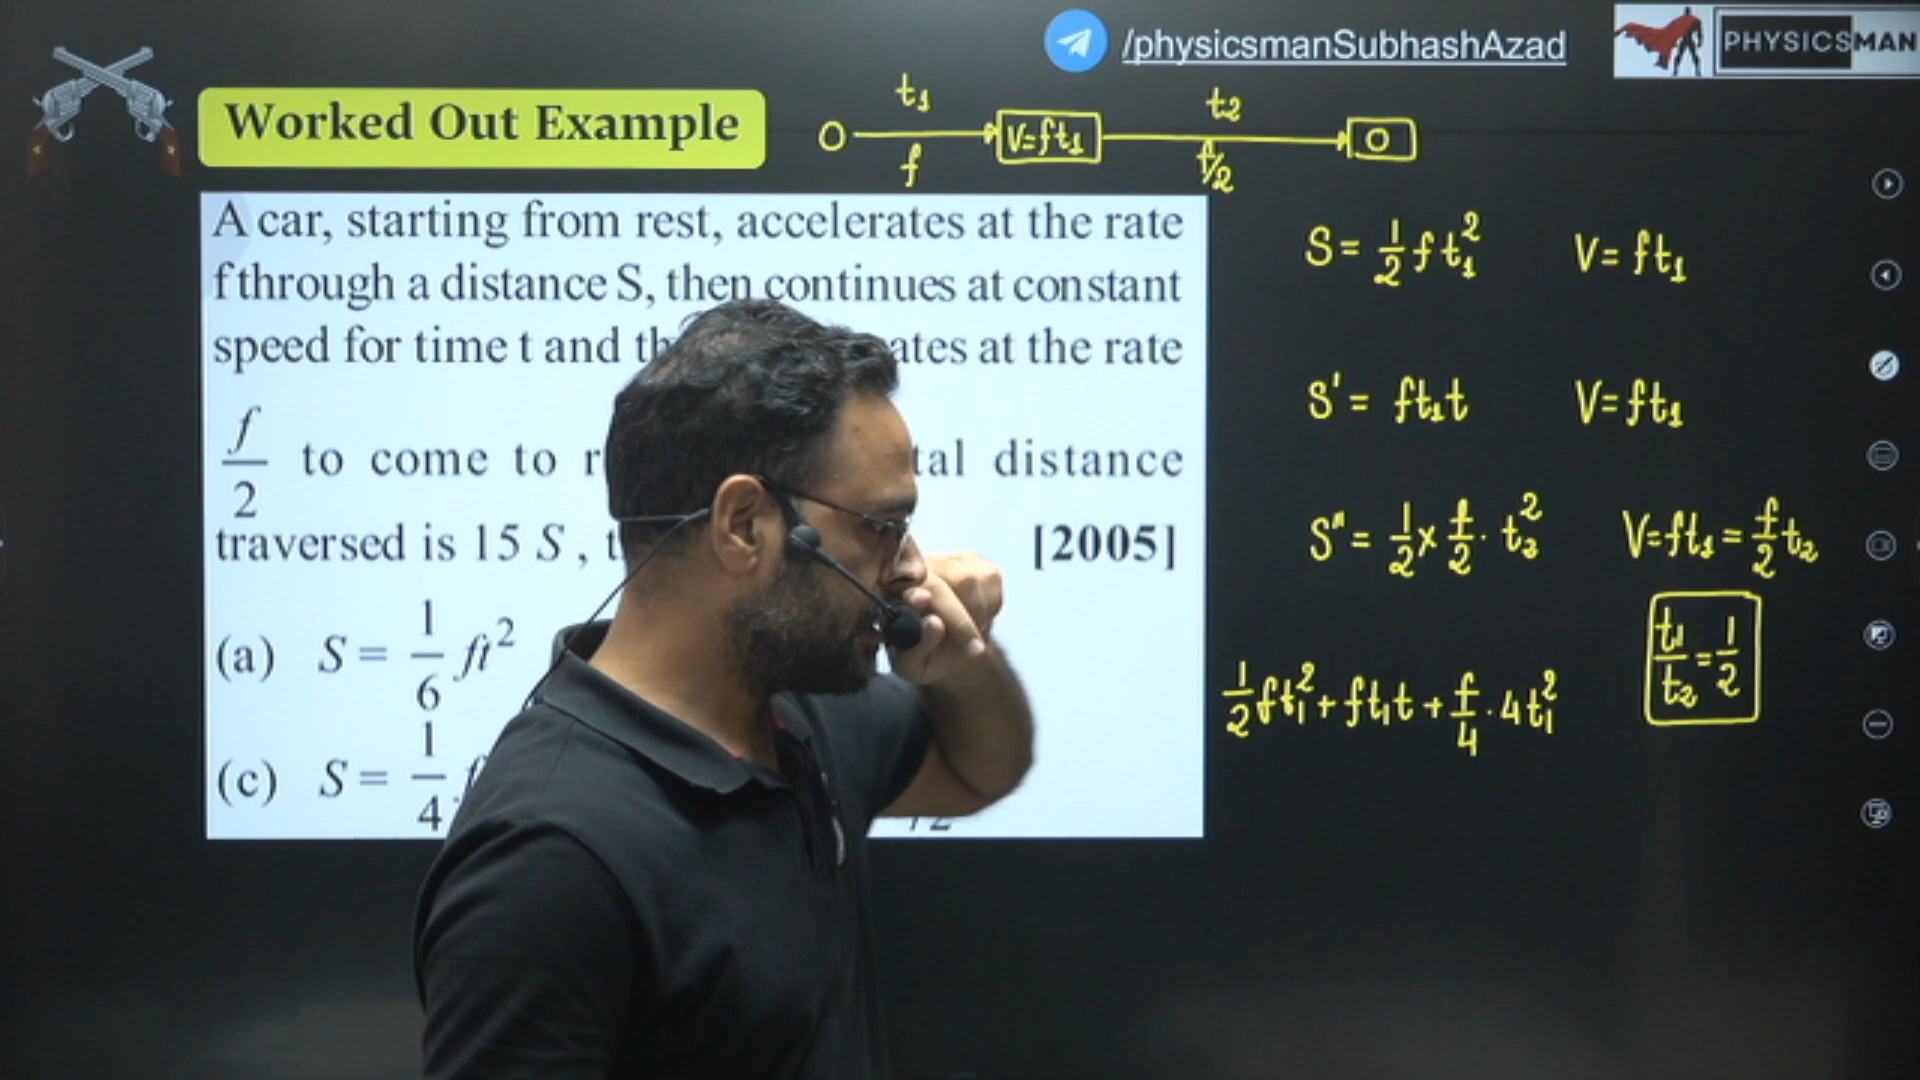 /physicsmanSubhashAzad
PHYSICSMAN
Worked Out Example
t₁ t₂
O V=ft₁ O
f f/2
A car, starting from rest, accelerates at the rate
f through a distance S, then continues at constant
speed for time t and at the rate
f/2 to come to distance
traversed is 15 S, [2005]
(a) S = 1/6 ft²
(c) S = 1/4
S = 1/2 f t₁² V = ft₁
S' = ft₁t V = ft₁
S" = 1/2 × f/2 · t₂² V = ft₁ = f/2 t₂
t₁/t₂ = 1/2
1/2 ft₁² + ft₁t + f/4 · 4t₁²